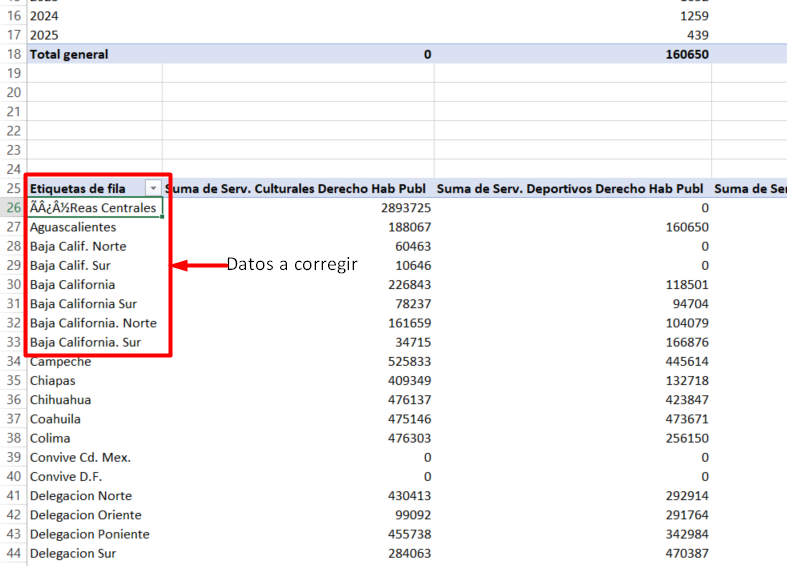 16 2024 1259
17 2025 439
18 Total general 0 160650
19
20
21
22
23
24
25 Etiquetas de fila Suma de Serv. Culturales Derecho Hab Publ Suma de Serv. Deportivos Derecho Hab Publ Suma de Se
26 ÃÂ¿Â½Reas Centrales 2893725 0
27 Aguascalientes 188067 160650
28 Baja Calif. Norte 60463 0
29 Baja Calif. Sur 10646 0
Datos a corregir
30 Baja California 226843 118501
31 Baja California Sur 78237 94704
32 Baja California. Norte 161659 104079
33 Baja California. Sur 34715 166876
34 Campeche 525833 445614
35 Chiapas 409349 132718
36 Chihuahua 476137 423847
37 Coahuila 475146 473671
38 Colima 476303 256150
39 Convive Cd. Mex. 0 0
40 Convive D.F. 0 0
41 Delegacion Norte 430413 292914
42 Delegacion Oriente 99092 291764
43 Delegacion Poniente 455738 342984
44 Delegacion Sur 284063 470387